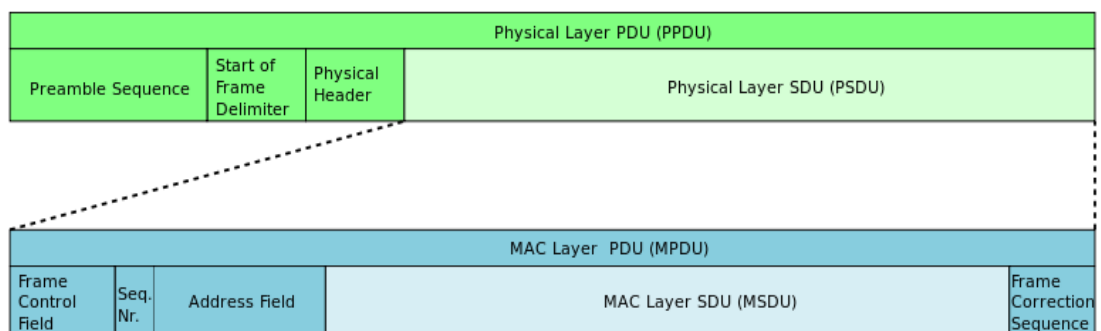 Physical Layer PDU (PPDU)
Preamble Sequence
Start of
Frame
Delimiter
Physical
Header
Physical Layer SDU (PSDU)
MAC Layer PDU (MPDU)
Frame
Control
Field
Seq.
Nr.
Address Field
MAC Layer SDU (MSDU)
Frame
Correction
Sequence